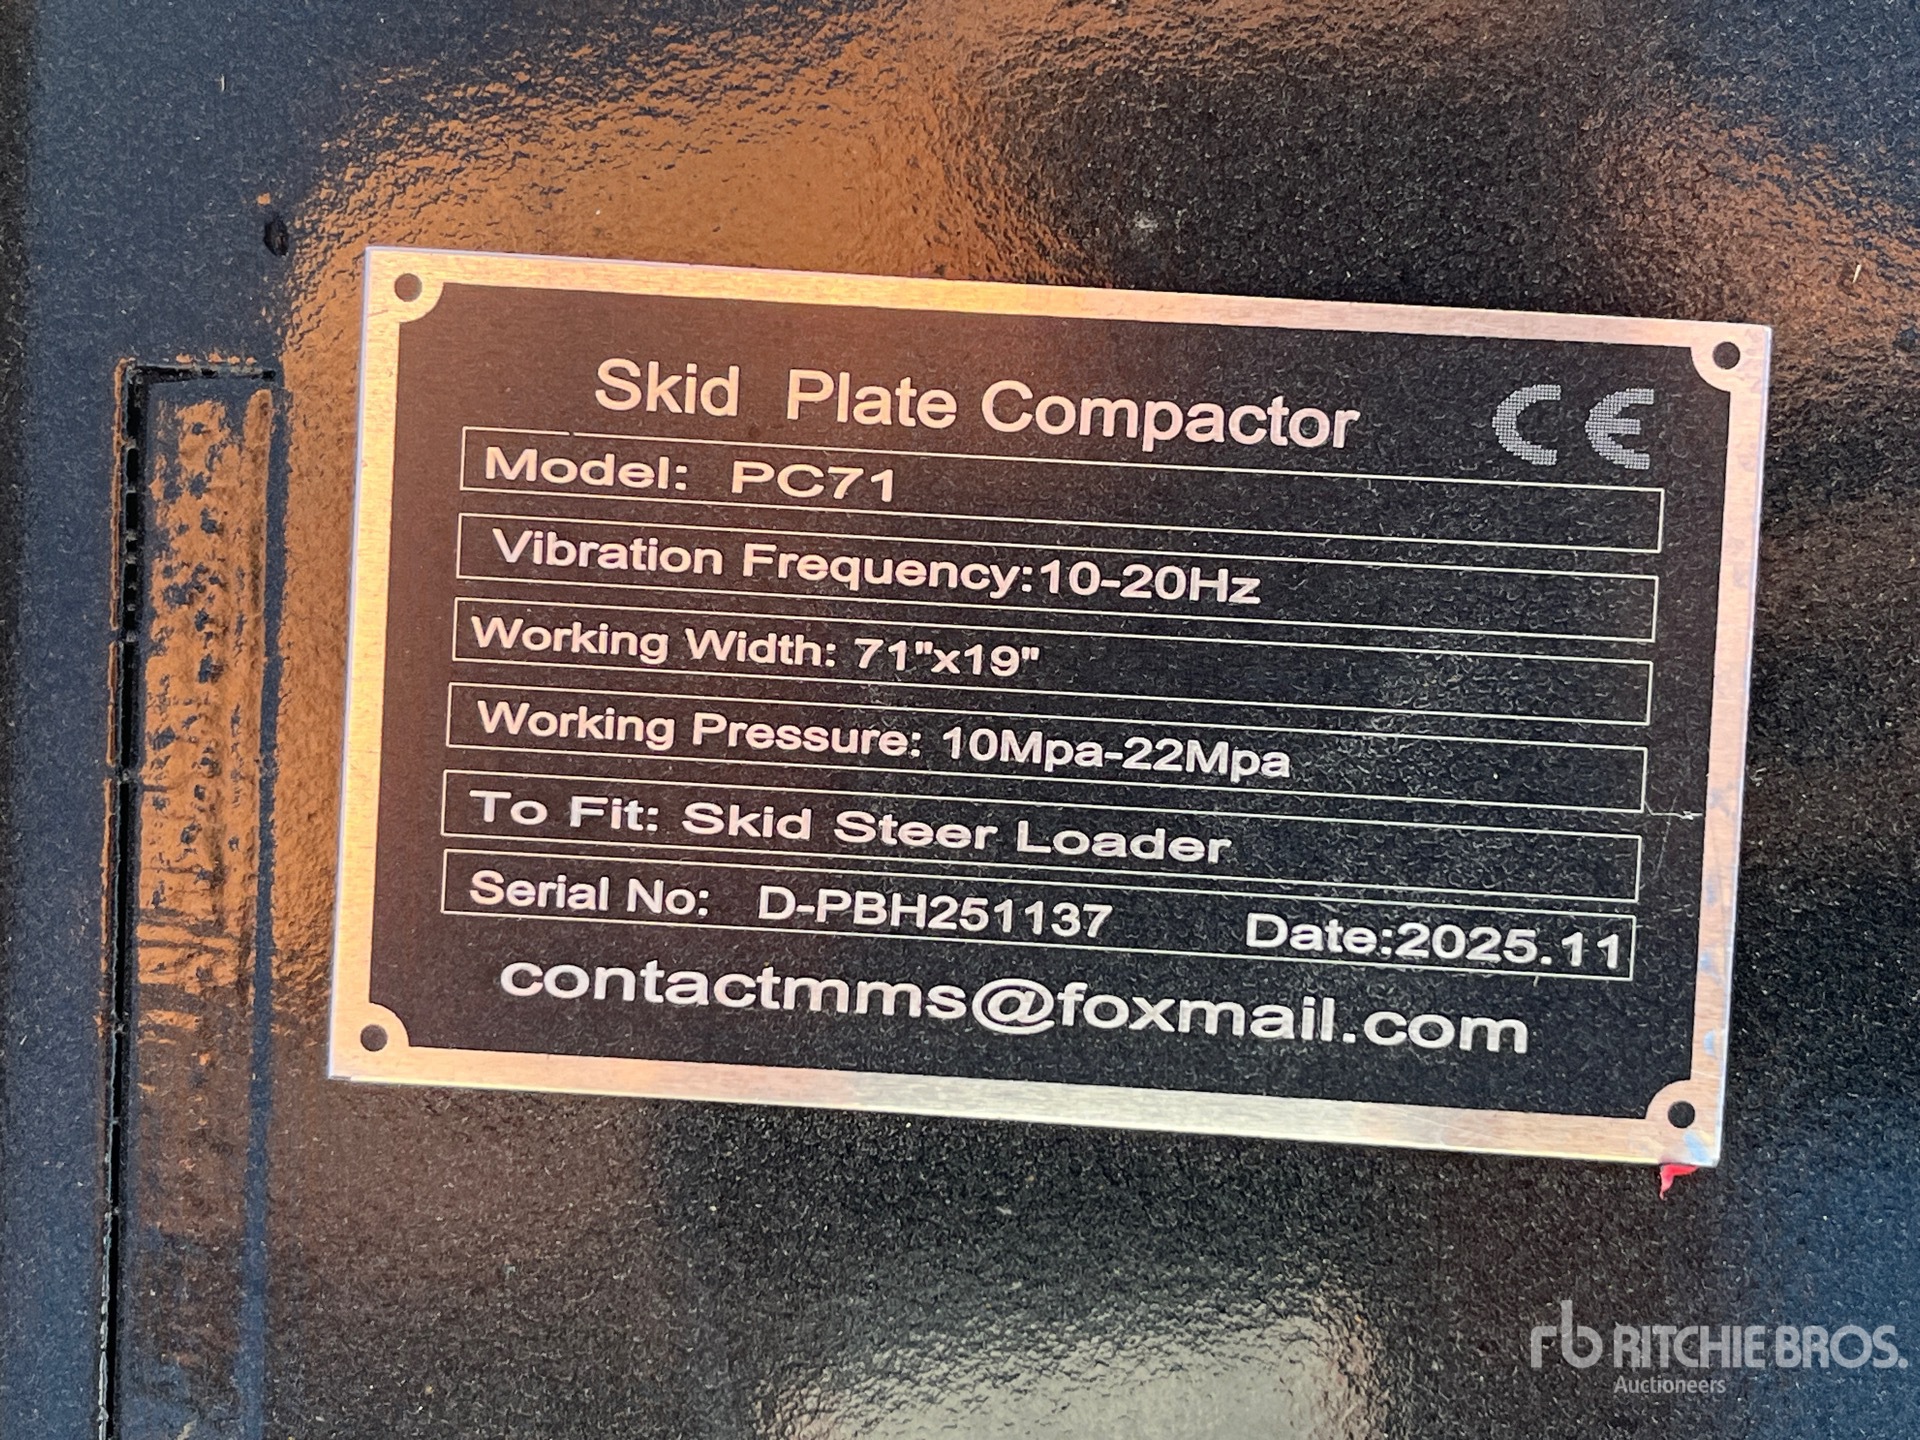 Skid Plate Compactor CE
Model: PC71
Vibration Frequency:10-20Hz
Working Width: 71"x19"
Working Pressure: 10Mpa-22Mpa
To Fit: Skid Steer Loader
Serial No: D-PBH251137 Date:2025.11
contactmms@foxmail.com
rb RITCHIE BROS.
Auctioneers